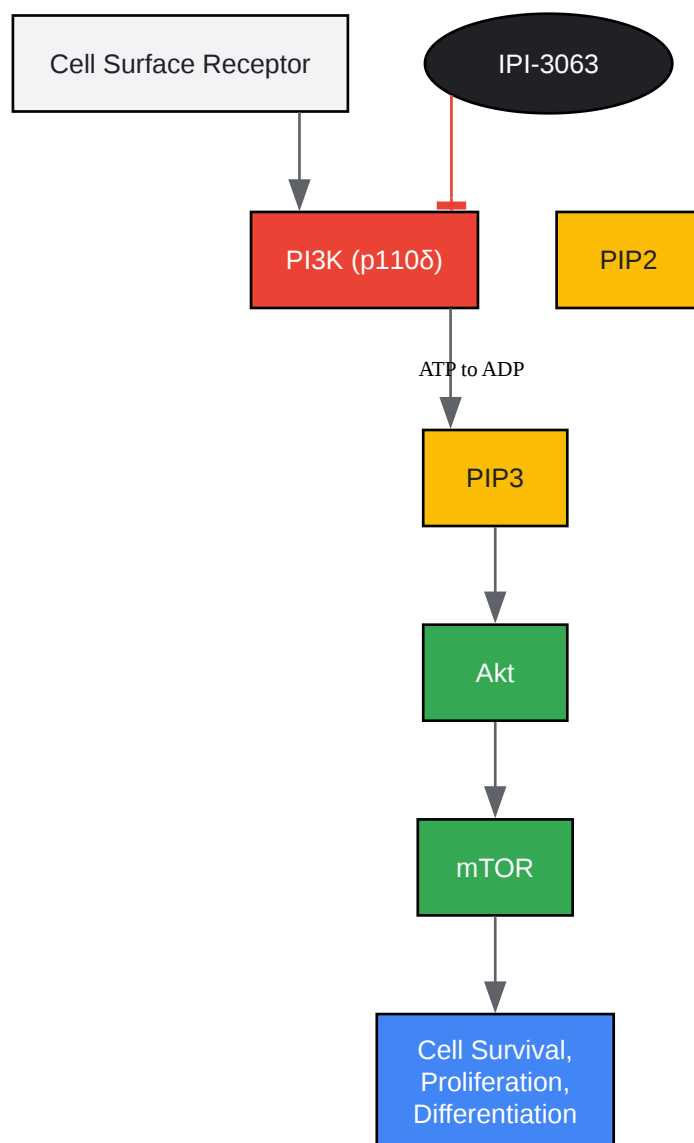 Cell Surface Receptor
IPI-3063
PI3K (p110δ)
PIP2
ATP to ADP
PIP3
Akt
mTOR
Cell Survival,
Proliferation,
Differentiation